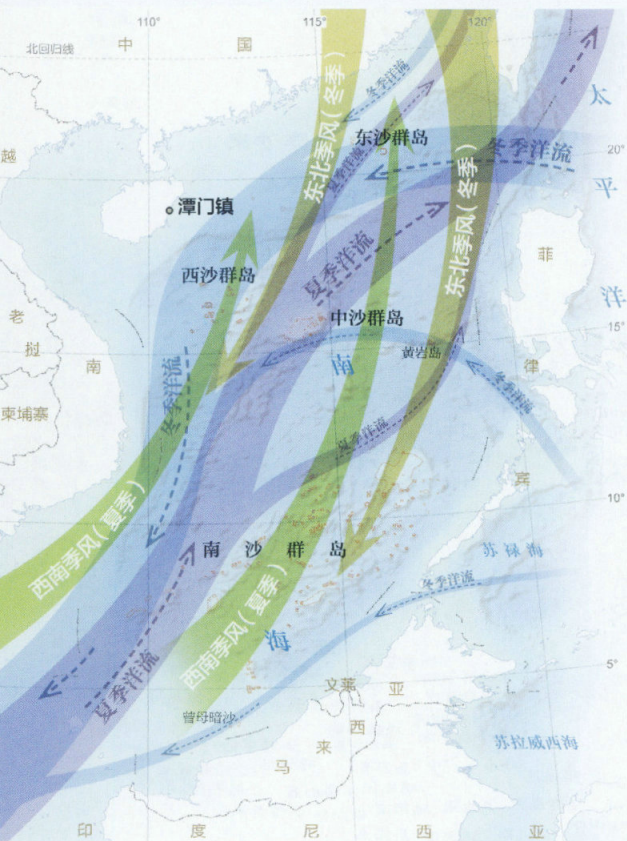 110°
115°
120°
北回归线
中
国
冬季洋流
太
东沙群岛
越
20°
冬季洋流
夏季洋流
平
东北季风(冬季)
东北季风(冬季)
潭门镇
菲
夏季洋流
西沙群岛
洋
老
中沙群岛
15°
挝
南
南
黄岩岛
律
冬季洋流
柬埔寨
夏季洋流
宾
10°
西南季风(夏季)
南沙群岛
苏禄海
西南季风(夏季)
冬季洋流
海
5°
夏季洋流
文莱
亚
曾母暗沙
西
来
苏拉威西海
马
印
度
尼
西
亚